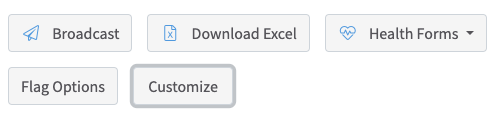 Broadcast Download Excel Health Forms
Flag Options Customize